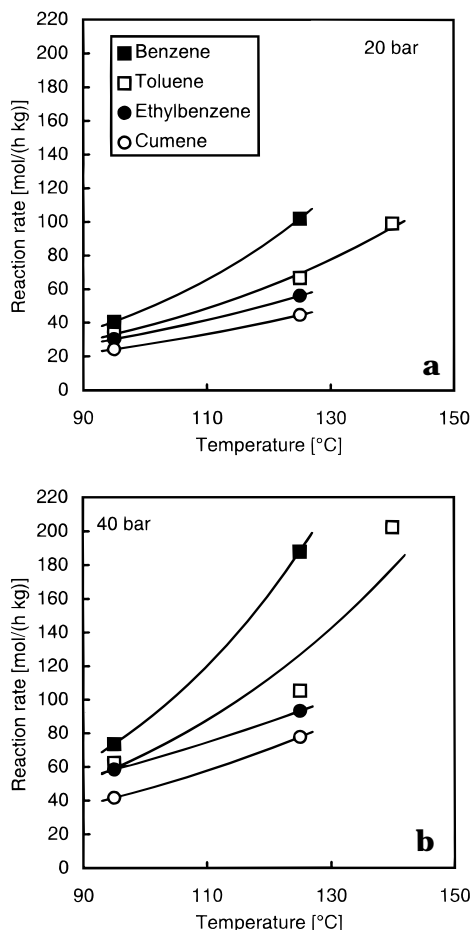 220
200
180
160
140
120
100
80
60
40
20
0
Reaction rate [mol/(h kg)]
Benzene
Toluene
Ethylbenzene
Cumene
20 bar
a
90 110 130 150
Temperature [°C]
220
200
180
160
140
120
100
80
60
40
20
0
Reaction rate [mol/(h kg)]
40 bar
b
90 110 130 150
Temperature [°C]